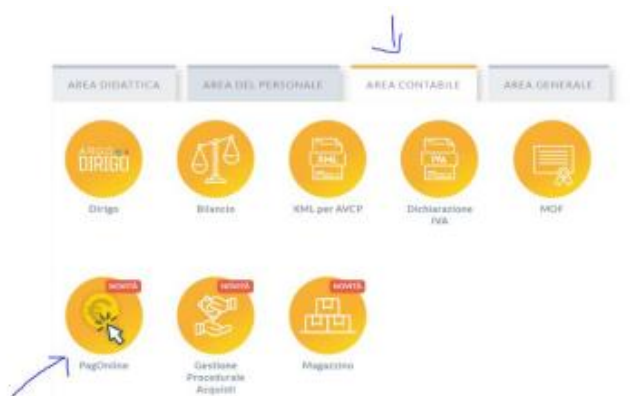 AREA DIDATTICA
AREA DEL PERSONALE
AREA CONTABILE
AREA GENERALE
ARGO
DIRIGO
XML
IVA
Dirigo
Bilancio
XML per AVCP
Dichiarazione
IVA
MOF
NOVITÀ
NOVITÀ
NOVITÀ
PagOnline
Gestione
Procedurale
Acquisti
Magazzino